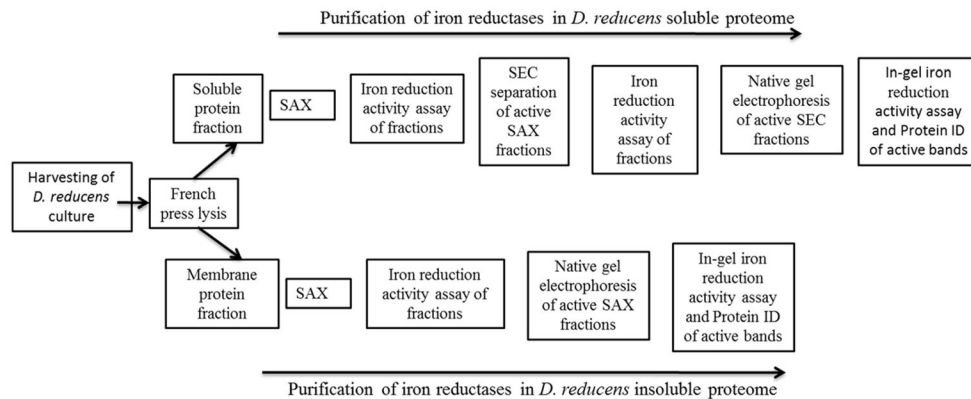 Purification of iron reductases in D. reducens soluble proteome
Soluble
protein
fraction
SAX
Iron reduction
activity assay
of fractions
SEC
separation
of active
SAX
fractions
Iron
reduction
activity
assay of
fractions
Native gel
electrophoresis
of active SEC
fractions
In-gel iron
reduction
activity assay
and Protein ID
of active bands
Harvesting of
D. reducens
culture
French
press lysis
Membrane
protein
fraction
SAX
Iron reduction
activity assay of
fractions
Native gel
electrophoresis
of active SAX
fractions
In-gel iron
reduction
activity assay
and Protein ID
of active bands
Purification of iron reductases in D. reducens insoluble proteome